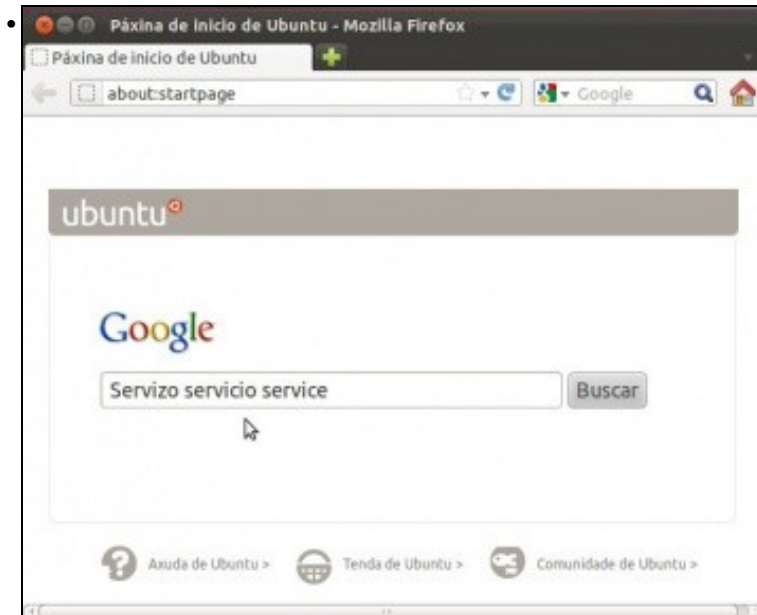 Páxina de inicio de Ubuntu - Mozilla Firefox
Páxina de inicio de Ubuntu
about:startpage Google
ubuntu
Google
Servizo servicio service Buscar
Axuda de Ubuntu > Tenda de Ubuntu > Comunidade de Ubuntu >